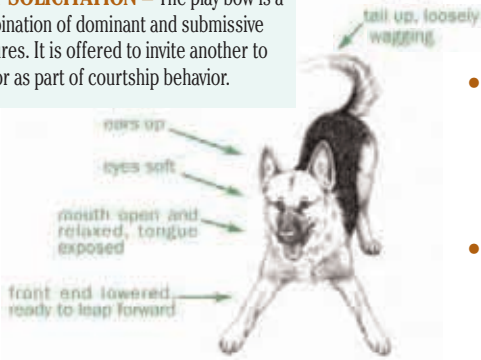 SOLICITATION – The play bow is a
bination of dominant and submissive
ures. It is offered to invite another to
or as part of courtship behavior.
tail up, loosely
wagging
ears up
eyes soft
mouth open and
relaxed, tongue
exposed
front end lowered,
ready to leap forward